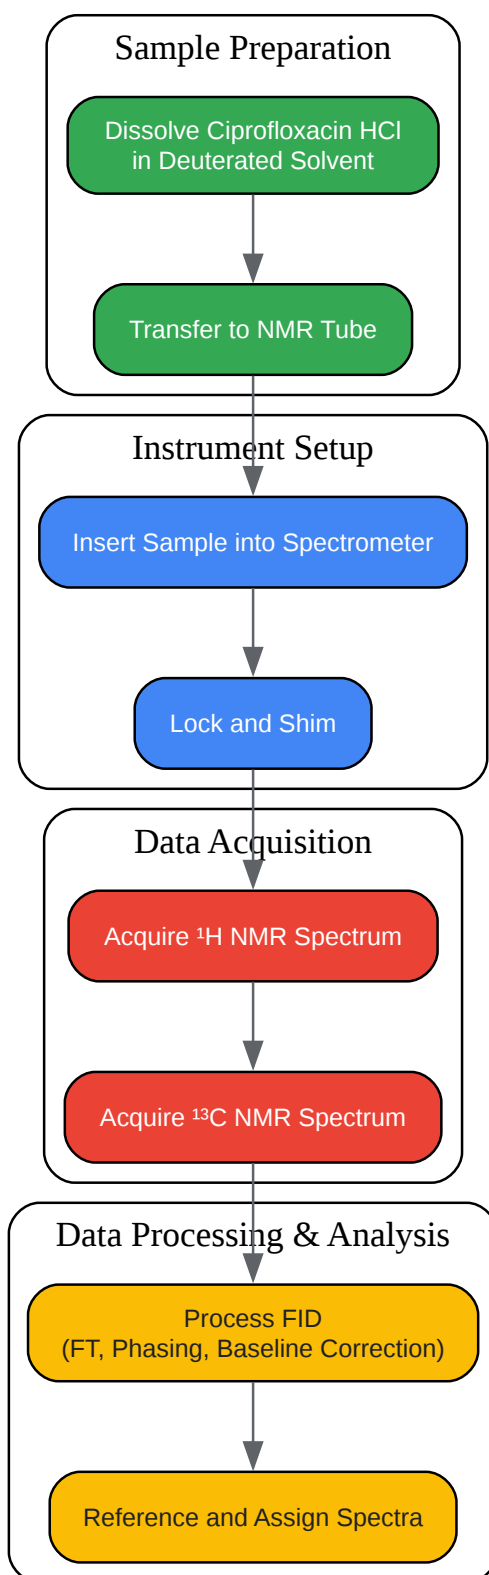 Sample Preparation
Dissolve Ciprofloxacin HCl
in Deuterated Solvent
Transfer to NMR Tube
Instrument Setup
Insert Sample into Spectrometer
Lock and Shim
Data Acquisition
Acquire ¹H NMR Spectrum
Acquire ¹³C NMR Spectrum
Data Processing & Analysis
Process FID
(FT, Phasing, Baseline Correction)
Reference and Assign Spectra